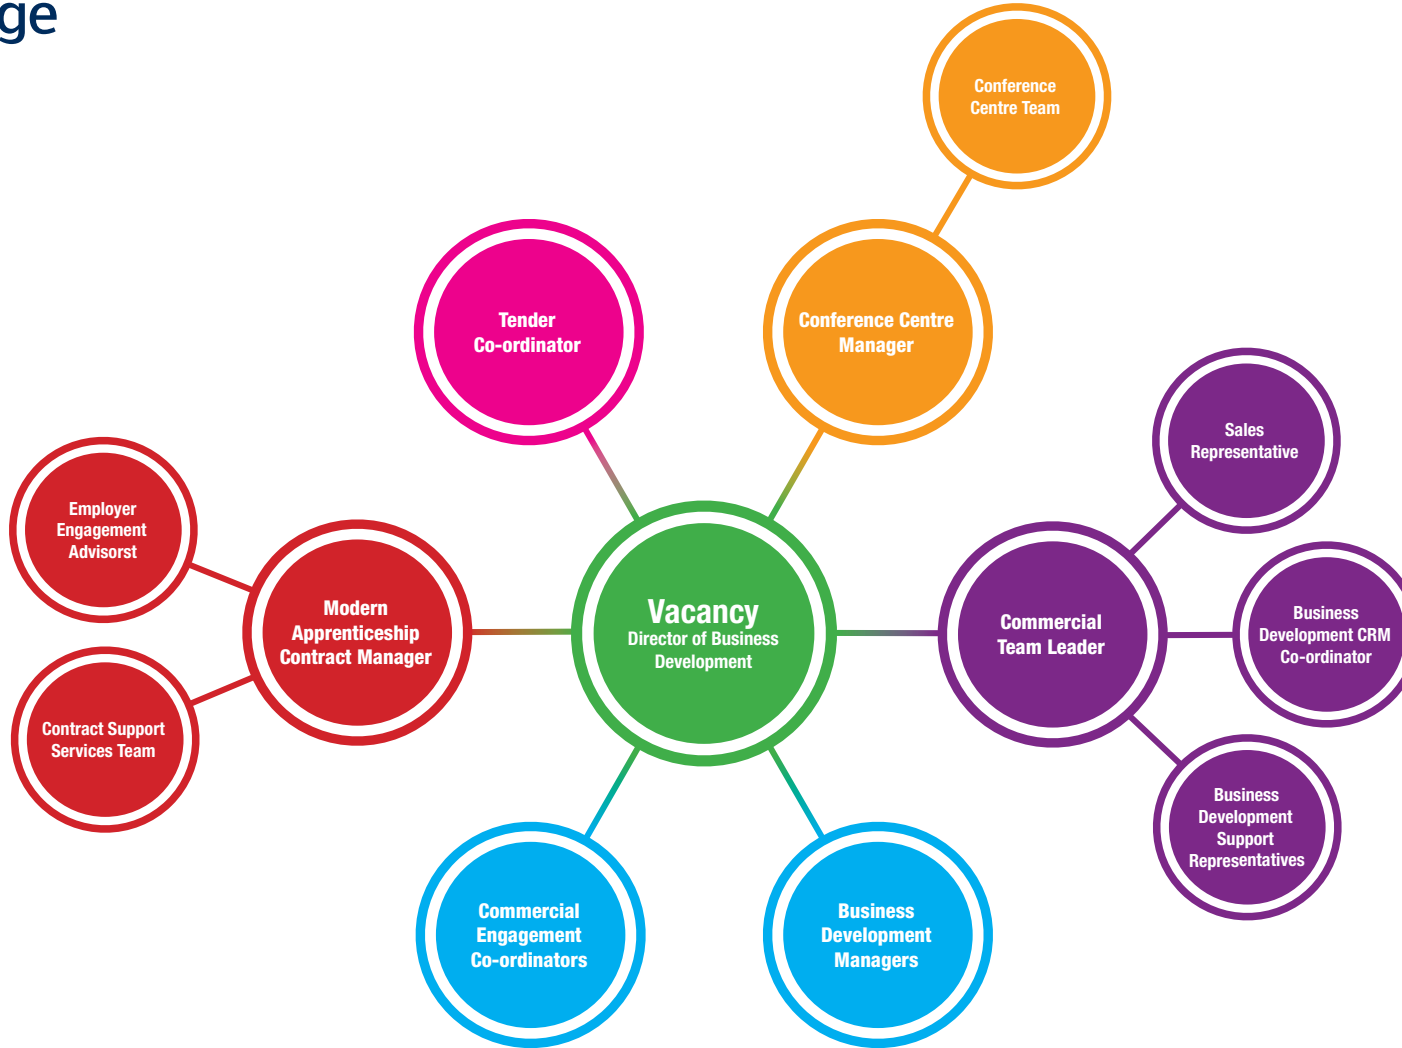 ge
Conference
Centre Team
Tender
Co-ordinator
Conference Centre
Manager
Sales
Representative
Employer
Engagement
Advisorst
Modern
Apprenticeship
Contract Manager
Vacancy
Director of Business
Development
Commercial
Team Leader
Business
Development CRM
Co-ordinator
Contract Support
Services Team
Business
Development
Support
Representatives
Commercial
Engagement
Co-ordinators
Business
Development
Managers